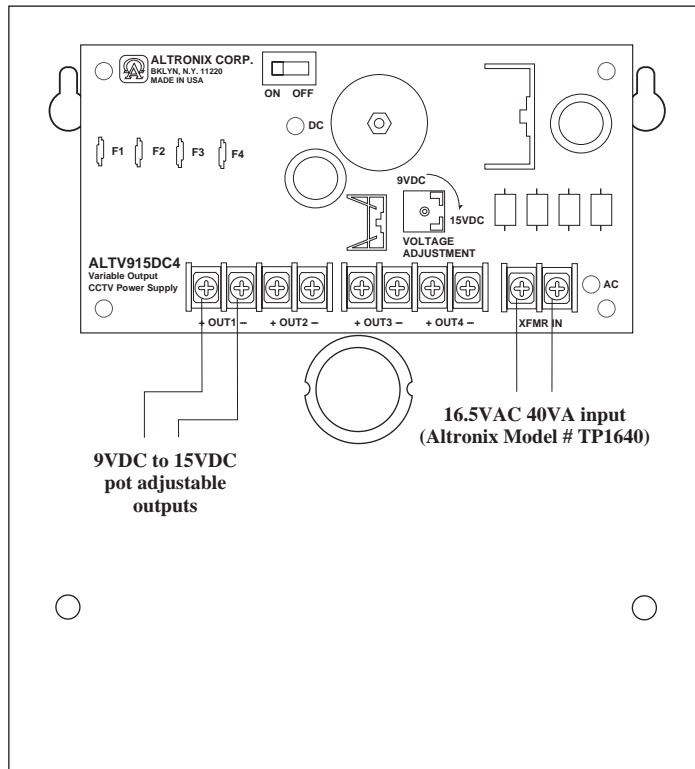 ALTRONIX CORP.
BKLYN, N.Y. 11220
MADE IN USA
ON OFF
DC
F1 F2 F3 F4
9VDC
15VDC
VOLTAGE
ADJUSTMENT
ALTV915DC4
Variable Output
CCTV Power Supply
AC
+ OUT1 – + OUT2 – + OUT3 – + OUT4 – XFMR IN
16.5VAC 40VA input
(Altronix Model # TP1640)
9VDC to 15VDC
pot adjustable
outputs